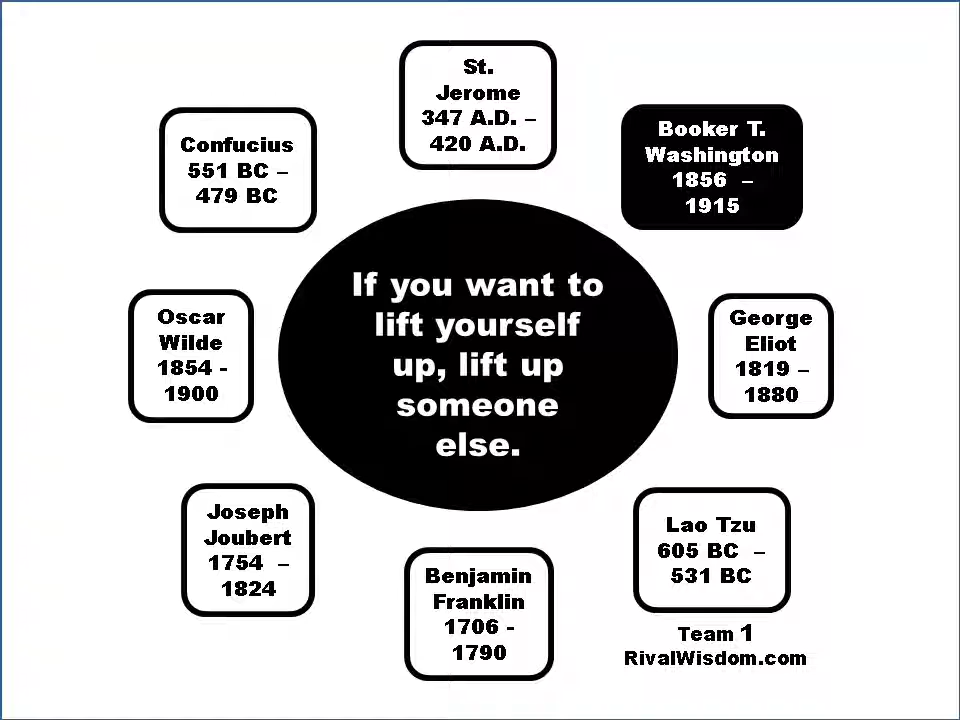 St.
Jerome
347 A.D. –
420 A.D.
Confucius
551 BC –
479 BC
Booker T.
Washington
1856 –
1915
If you want to
lift yourself
up, lift up
someone
else.
Oscar
Wilde
1854 -
1900
George
Eliot
1819 –
1880
Joseph
Joubert
1754 –
1824
Benjamin
Franklin
1706 -
1790
Lao Tzu
605 BC –
531 BC
Team 1
RivalWisdom.com